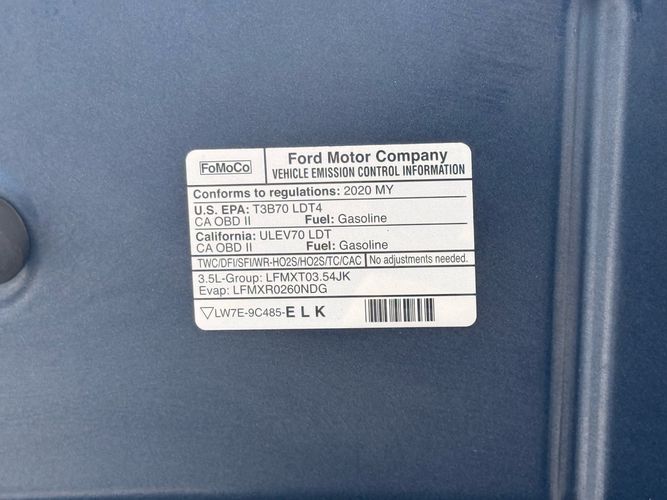 FoMoCo
Ford Motor Company
VEHICLE EMISSION CONTROL INFORMATION
Conforms to regulations: 2020 MY
U.S. EPA: T3B70 LDT4
CA OBD II Fuel: Gasoline
California: ULEV70 LDT
CA OBD II Fuel: Gasoline
TWC/DFI/SFI/WR-HO2S/HO2S/TC/CAC No adjustments needed.
3.5L-Group: LFMXT03.54JK
Evap: LFMXR0260NDG
▽LW7E-9C485-E L K